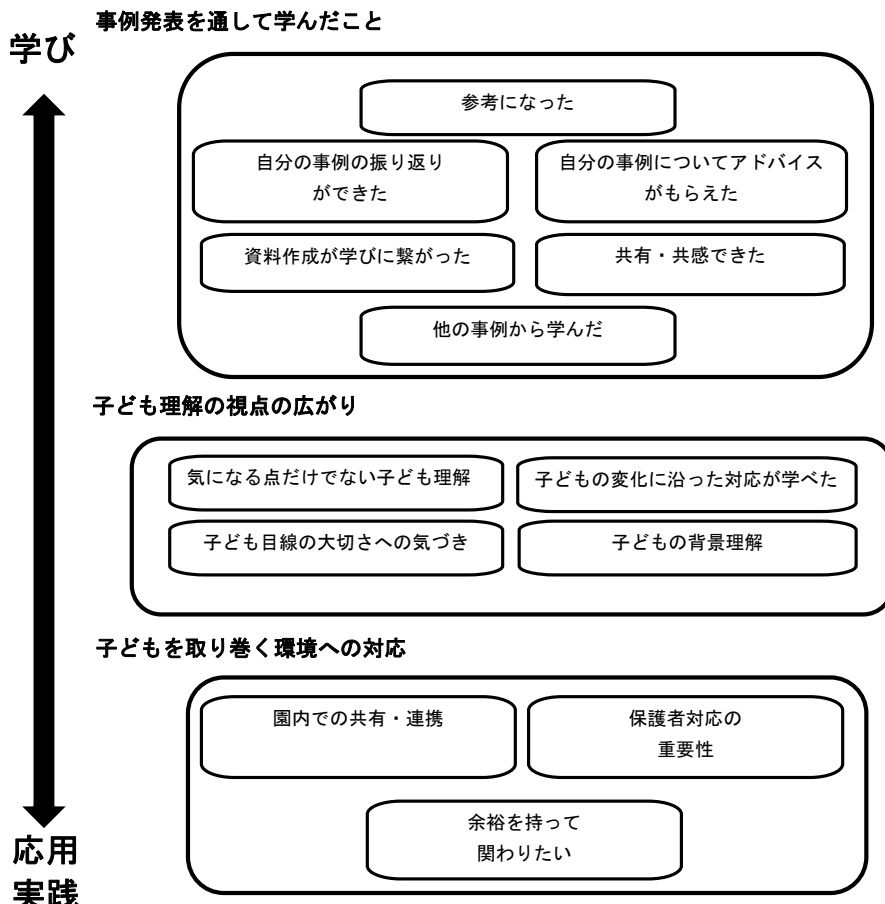 事例発表を通して学んだこと
学び
参考になった
自分の事例の振り返り
ができた
自分の事例についてアドバイス
がもらえた
資料作成が学びに繋がった
共有・共感できた
他の事例から学んだ
子ども理解の視点の広がり
気になる点だけでない子ども理解
子どもの変化に沿った対応が学べた
子ども目線の大切さへの気づき
子どもの背景理解
子どもを取り巻く環境への対応
園内での共有・連携
保護者対応の
重要性
余裕を持って
関わりたい
応用
実践